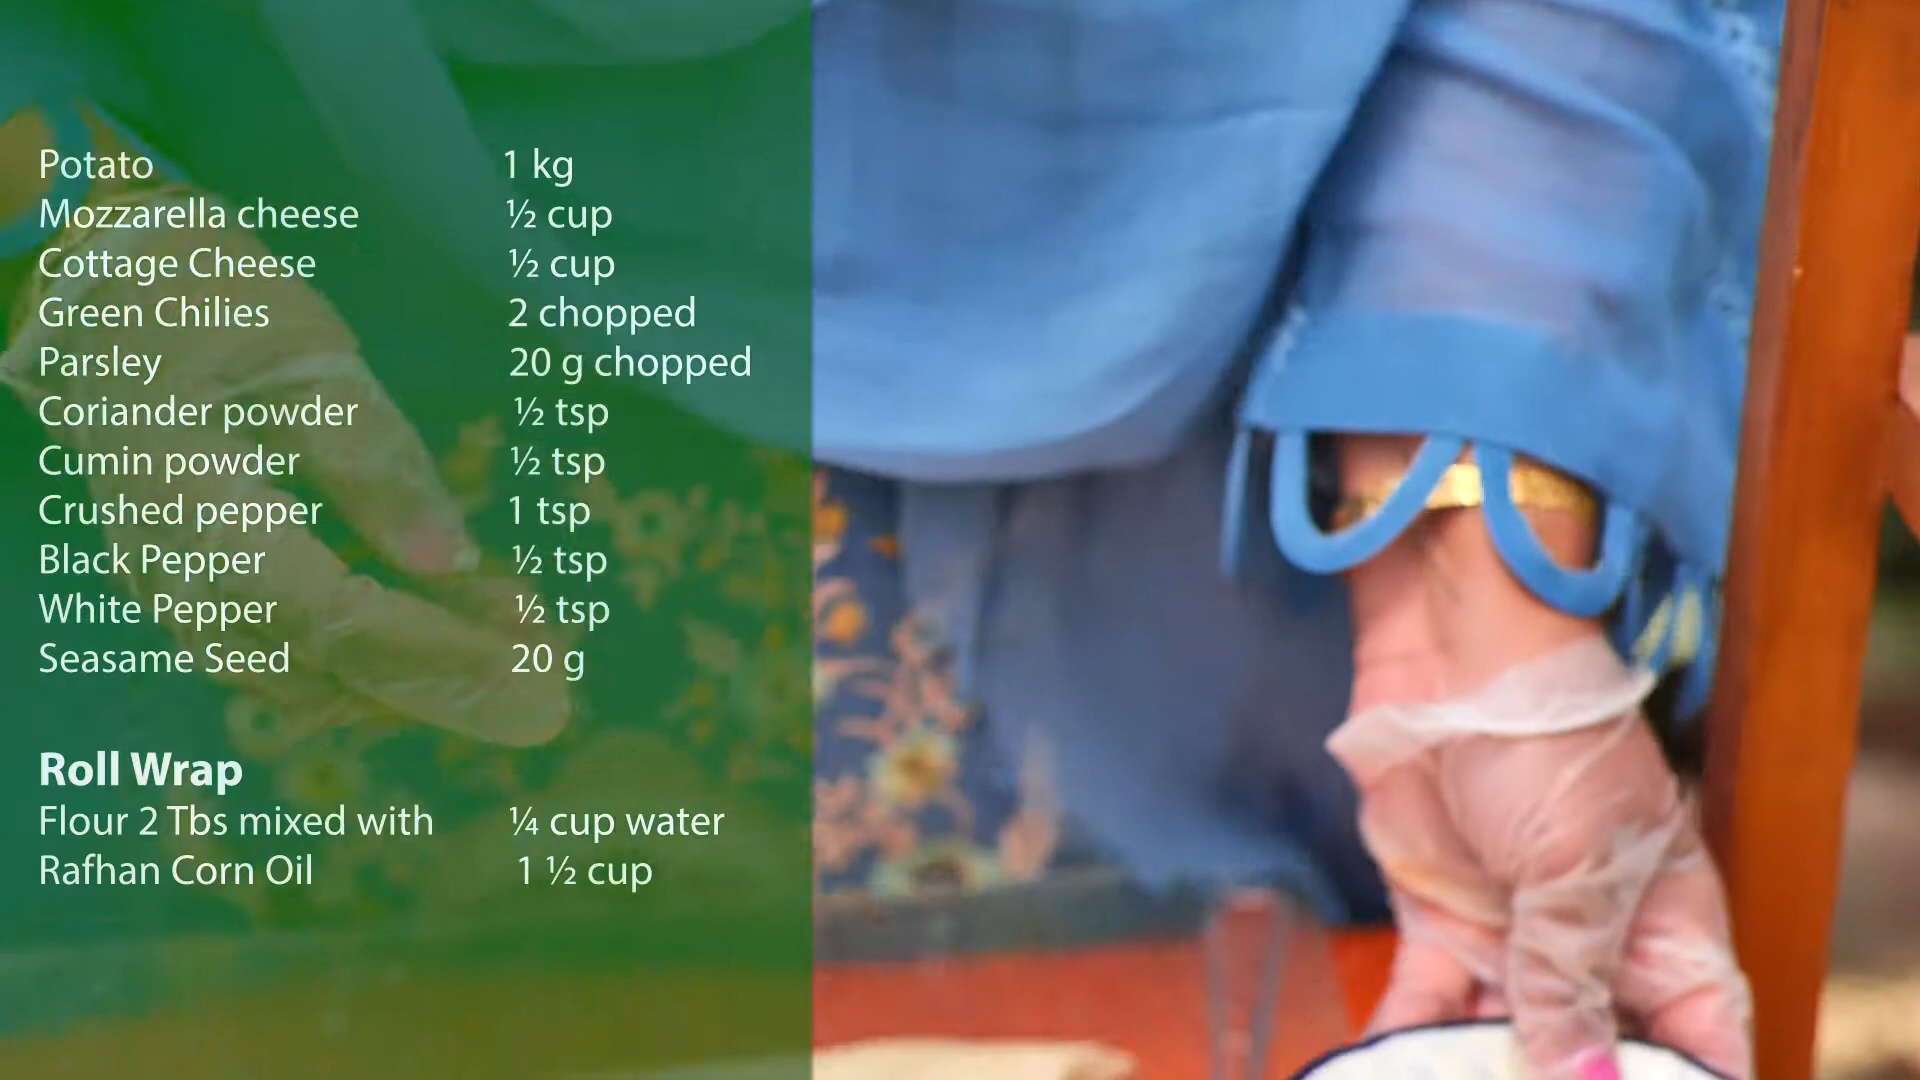 Potato 1 kg
Mozzarella cheese ½ cup
Cottage Cheese ½ cup
Green Chilies 2 chopped
Parsley 20 g chopped
Coriander powder ½ tsp
Cumin powder ½ tsp
Crushed pepper 1 tsp
Black Pepper ½ tsp
White Pepper ½ tsp
Seasame Seed 20 g
Roll Wrap
Flour 2 Tbs mixed with ¼ cup water
Rafhan Corn Oil 1 ½ cup